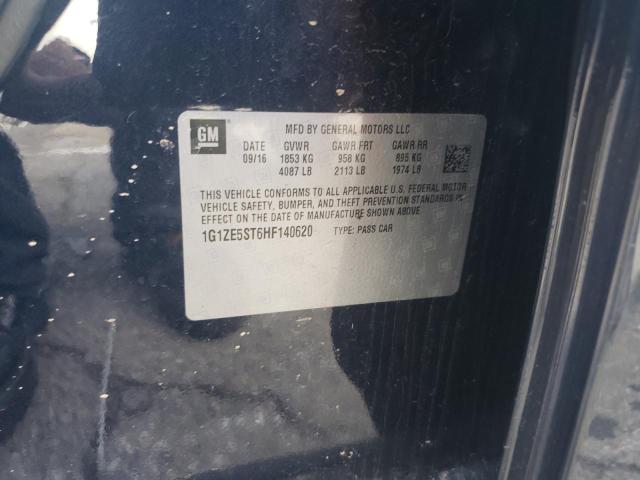 GM
MFD BY GENERAL MOTORS LLC
DATE GVWR GAWR FRT GAWR RR
09/16 1853 KG 958 KG 895 KG
4087 LB 2113 LB 1974 LB
THIS VEHICLE CONFORMS TO ALL APPLICABLE U.S. FEDERAL MOTOR
VEHICLE SAFETY, BUMPER, AND THEFT PREVENTION STANDARDS IN
EFFECT ON THE DATE OF MANUFACTURE SHOWN ABOVE.
1G1ZE5ST6HF140620 TYPE: PASS CAR